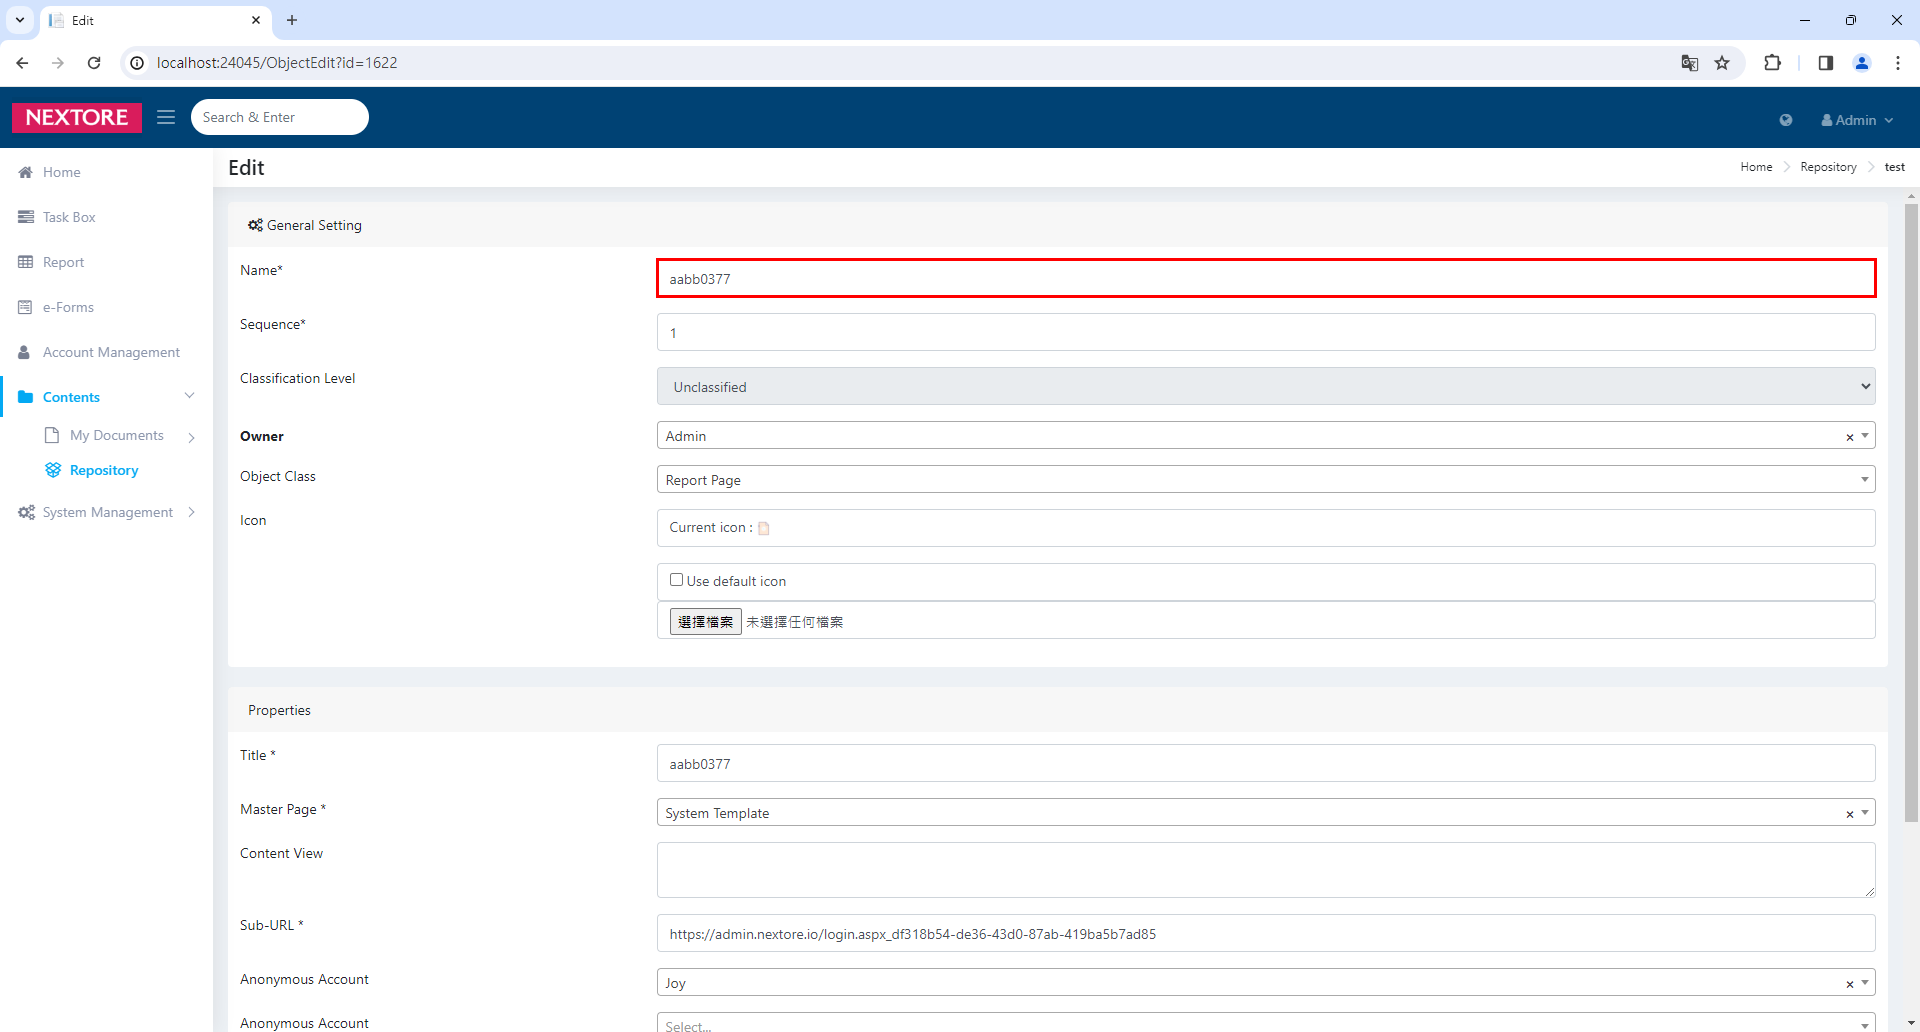 Edit
localhost:24045/ObjectEdit?id=1622
NEXTORE
Search & Enter
Admin
Home
Task Box
Report
e-Forms
Account Management
Contents
My Documents
Repository
System Management
Edit
Home
Repository
test
General Setting
Name*
aabb0377
Sequence*
1
Classification Level
Unclassified
Owner
Admin
Object Class
Report Page
Icon
Current icon :
Use default icon
選擇檔案 未選擇任何檔案
Properties
Title *
aabb0377
Master Page *
System Template
Content View
Sub-URL *
https://admin.nextore.io/login.aspx_df318b54-de36-43d0-87ab-419ba5b7ad85
Anonymous Account
Joy
Anonymous Account
Select...